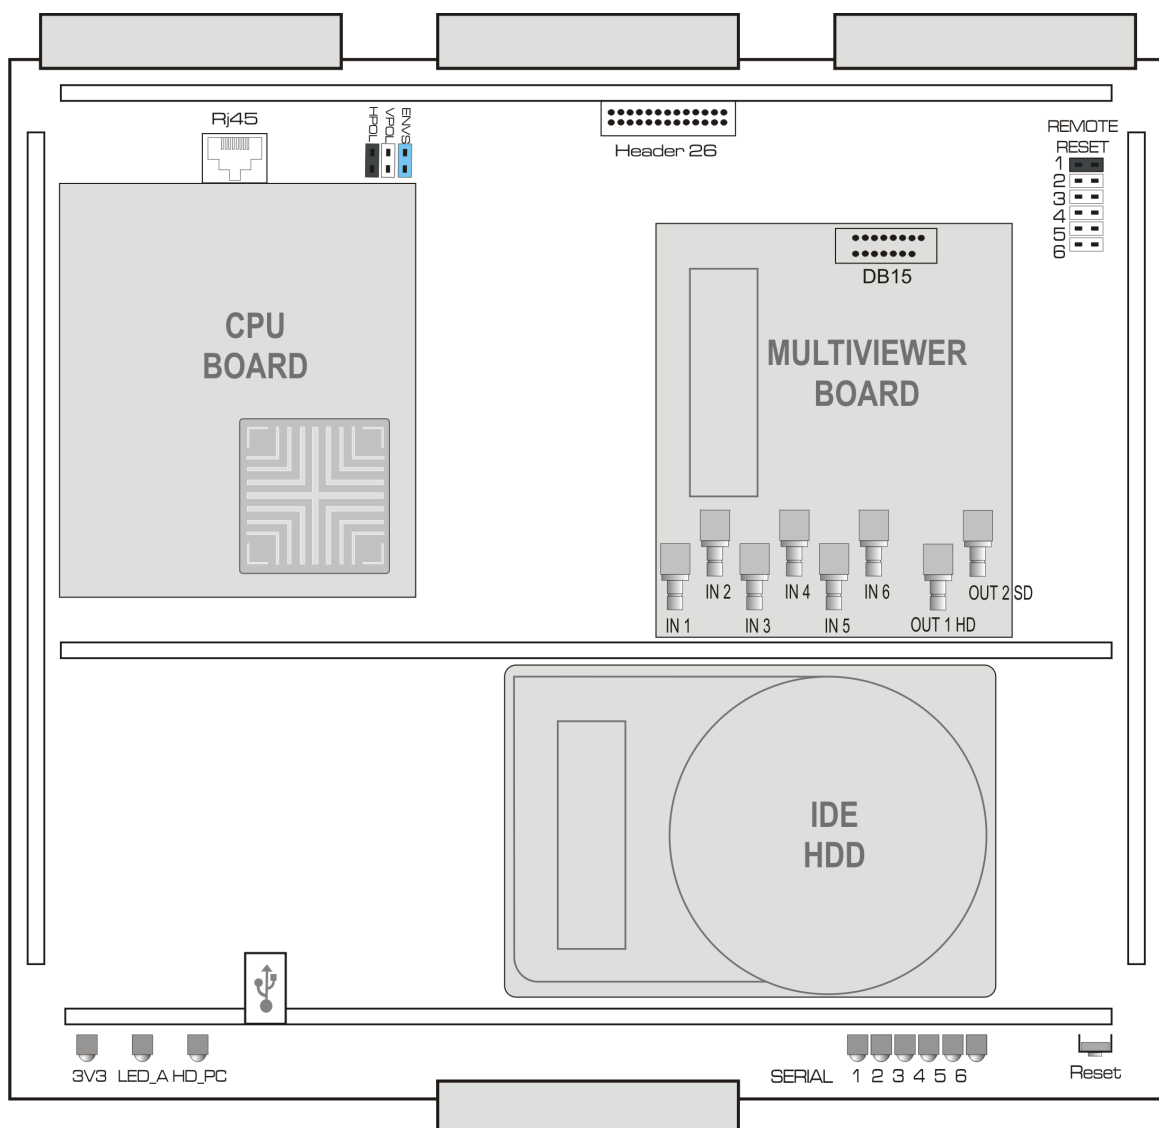 Rj45
HPOL
VPOL
ENVS
Header 26
REMOTE
RESET
1
2
3
4
5
6
DB15
CPU
BOARD
MULTIVIEWER
BOARD
IN 1
IN 2
IN 3
IN 4
IN 5
IN 6
OUT 1 HD
OUT 2 SD
IDE
HDD
3V3 LED_A HD_PC
SERIAL 1 2 3 4 5 6
Reset